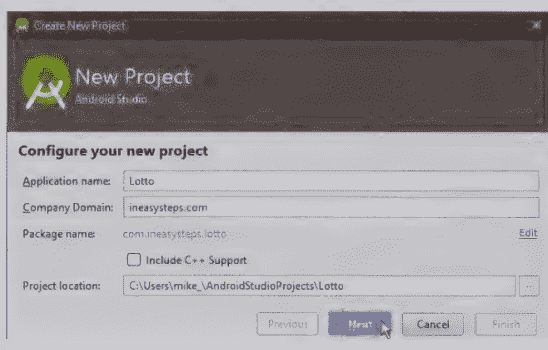 Create New Project
New Project
Android Studio
Configure your new project
Application name: Lotto
Company Domain: ineasysteps.com
Package name: com.ineasysteps.lotto Edit
Include C++ Support
Project location: C:\Users\mike_\AndroidStudioProjects\Lotto ...
Previous Next Cancel Finish